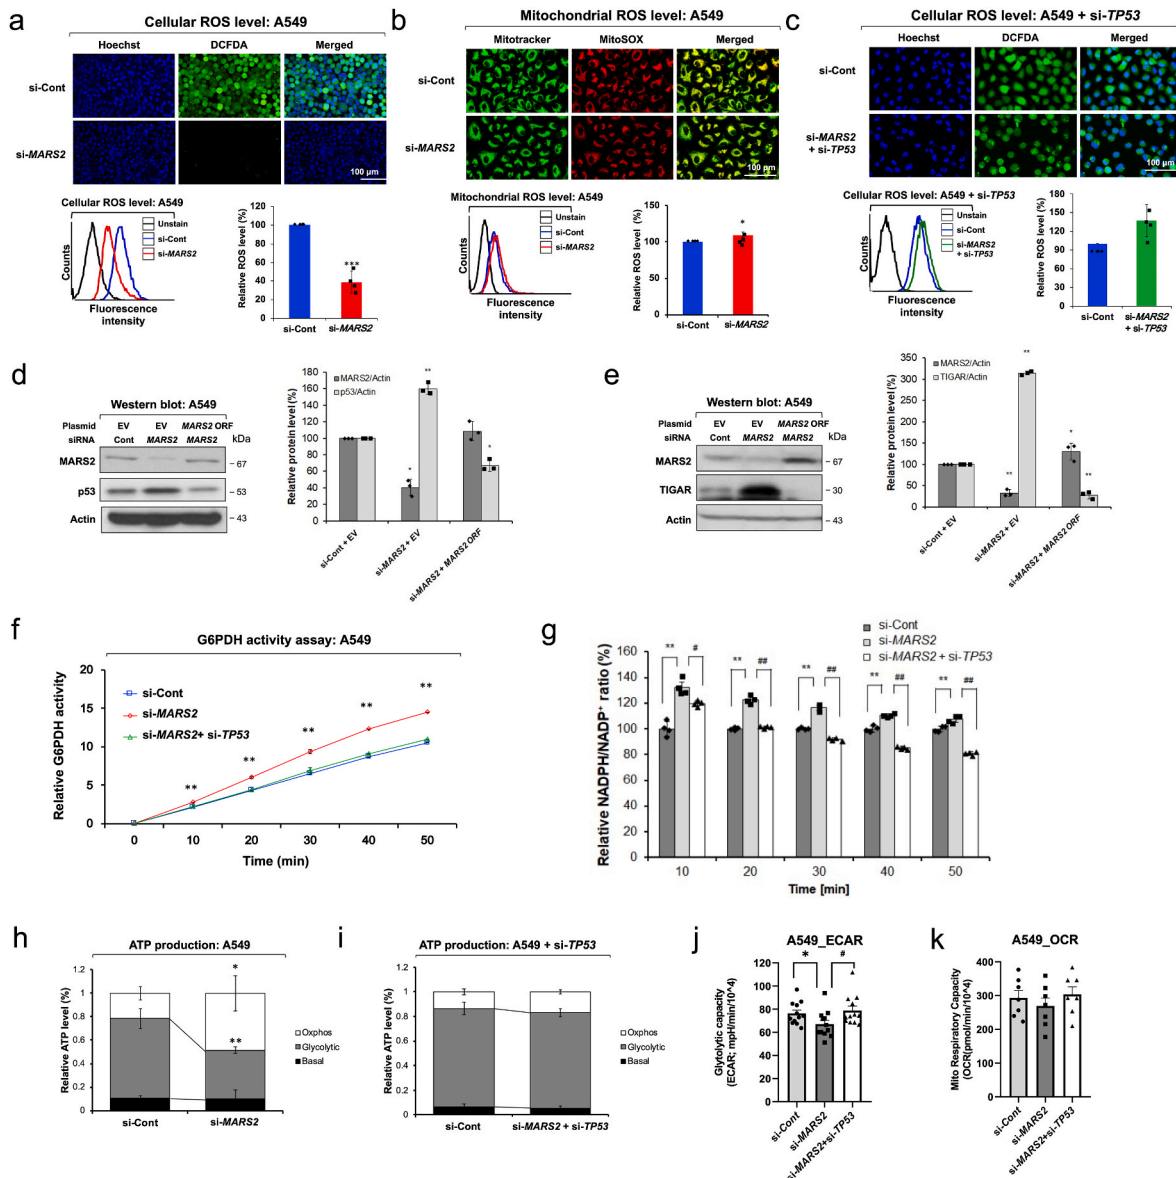 a
Cellular ROS level: A549
Hoechst DCFDA Merged
si-Cont
si-MARS2
100 µm
Cellular ROS level: A549
Unstain
si-Cont
si-MARS2
Counts
Fluorescence
intensity
Relative ROS level (%)
100
90
80
70
60
50
40
30
20
10
0
***
si-Cont si-MARS2
b
Mitochondrial ROS level: A549
Mitotracker MitoSOX Merged
si-Cont
si-MARS2
100 µm
Mitochondrial ROS level: A549
Unstain
si-Cont
si-MARS2
Counts
Fluorescence
intensity
Relative ROS level (%)
150
100
50
0
*
si-Cont si-MARS2
c
Cellular ROS level: A549 + si-TP53
Hoechst DCFDA Merged
si-Cont
si-MARS2
+ si-TP53
100 µm
Cellular ROS level: A549 + si-TP53
Unstain
si-Cont
si-MARS2
+ si-TP53
Counts
Fluorescence
intensity
Relative ROS level (%)
180
160
140
120
100
80
60
40
20
0
si-Cont si-MARS2
+ si-TP53
d
Western blot: A549
Plasmid EV EV MARS2 ORF
siRNA Cont MARS2 MARS2 kDa
MARS2 – 67
p53 – 53
Actin – 43
Relative protein level (%)
180
160
140
120
100
80
60
40
20
0
MARS2/Actin
p53/Actin
**
*
*
si-Cont + EV
si-MARS2 + EV
si-MARS2 + MARS2 ORF
e
Western blot: A549
Plasmid EV EV MARS2 ORF
siRNA Cont MARS2 MARS2 kDa
MARS2 – 67
TIGAR – 30
Actin – 43
Relative protein level (%)
350
300
250
200
150
100
50
0
MARS2/Actin
TIGAR/Actin
**
**
*
**
si-Cont + EV
si-MARS2 + EV
si-MARS2 + MARS2 ORF
f
G6PDH activity assay: A549
Relative G6PDH activity
20
15
10
5
0
si-Cont
si-MARS2
si-MARS2+ si-TP53
** ** ** ** **
0 10 20 30 40 50
Time (min)
g
si-Cont
si-MARS2
si-MARS2 + si-TP53
Relative NADPH/NADP⁺ ratio (%)
160
140
120
100
80
60
40
20
0
** # ** ## ** ## ** ## ** ##
10 20 30 40 50
Time [min]
h
ATP production: A549
Relative ATP level (%)
1.2
1
0.8
0.6
0.4
0.2
0
*
**
Oxphos
Glycolytic
Basal
si-Cont si-MARS2
i
ATP production: A549 + si-TP53
Relative ATP level (%)
1.2
1
0.8
0.6
0.4
0.2
0
Oxphos
Glycolytic
Basal
si-Cont si-MARS2 + si-TP53
j
A549_ECAR
Glytolytic capacity
(ECAR; mpH/min/10^4)
120
100
80
60
40
20
0
* #
si-Cont
si-MARS2
si-MARS2+si-TP53
k
A549_OCR
Mito Respiratory Capacity
(OCR(pmol/min/10^4)
500
400
300
200
100
0
si-Cont
si-MARS2
si-MARS2+si-TP53